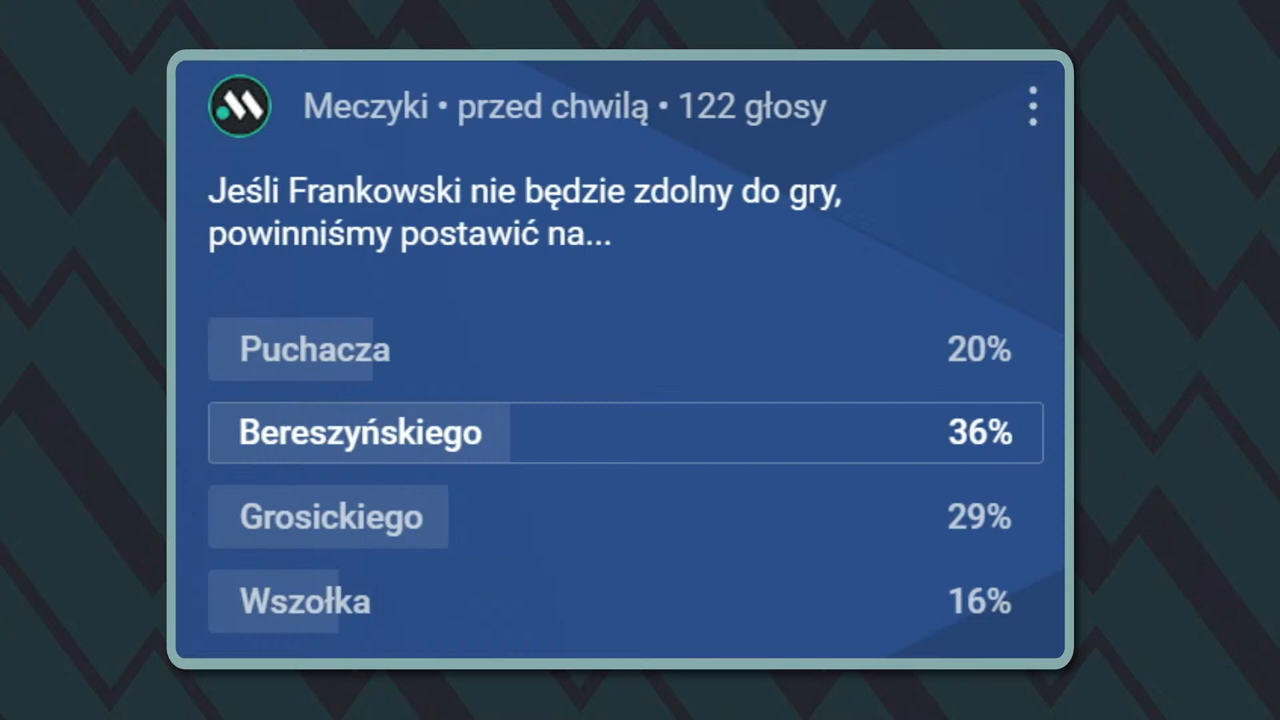 Meczyki • przed chwilą • 122 głosy
Jeśli Frankowski nie będzie zdolny do gry,
powinniśmy postawić na...
Puchacza 20%
Bereszyńskiego 36%
Grosickiego 29%
Wszołka 16%